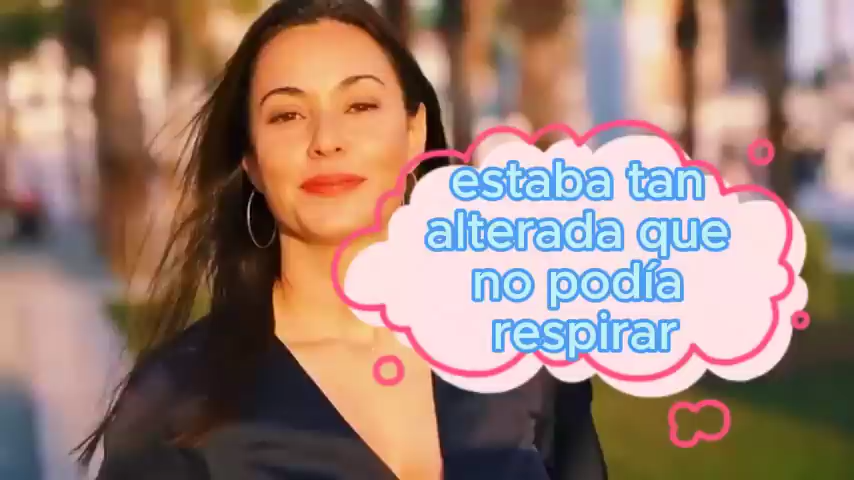 estaba tan
alterada que
no podía
respirar